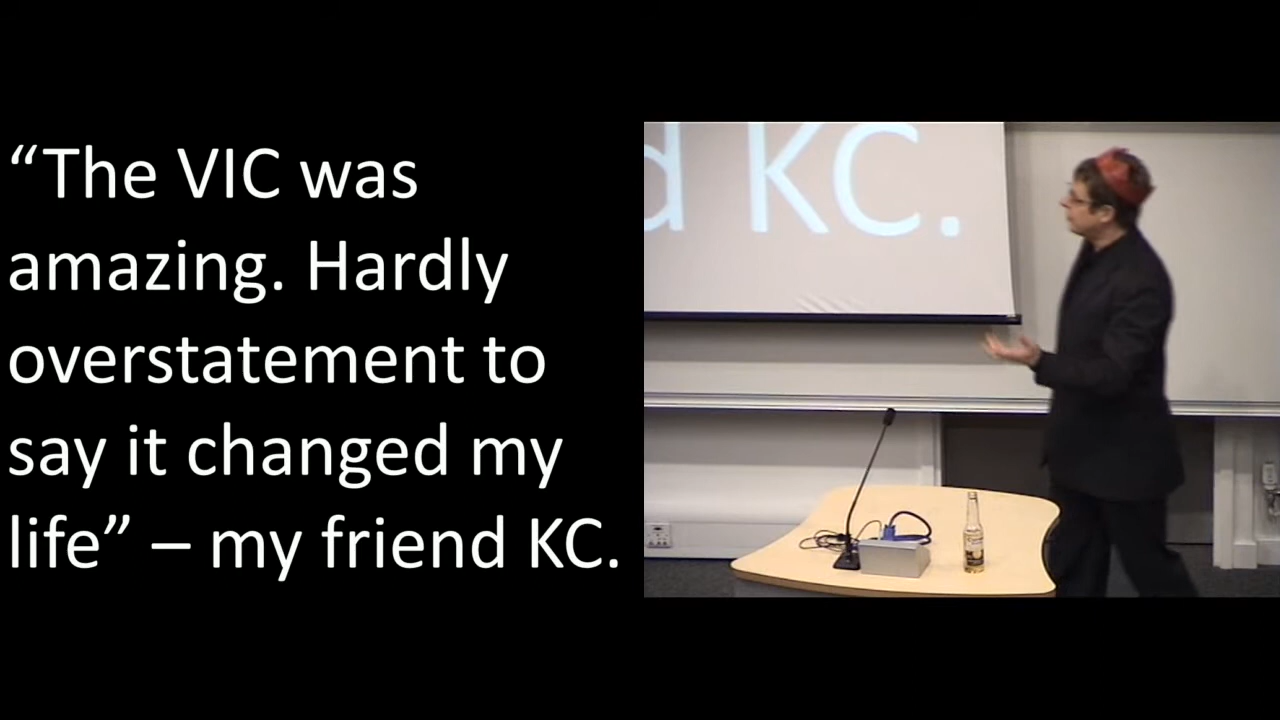 “The VIC was
amazing. Hardly
overstatement to
say it changed my
life” – my friend KC.
d KC.